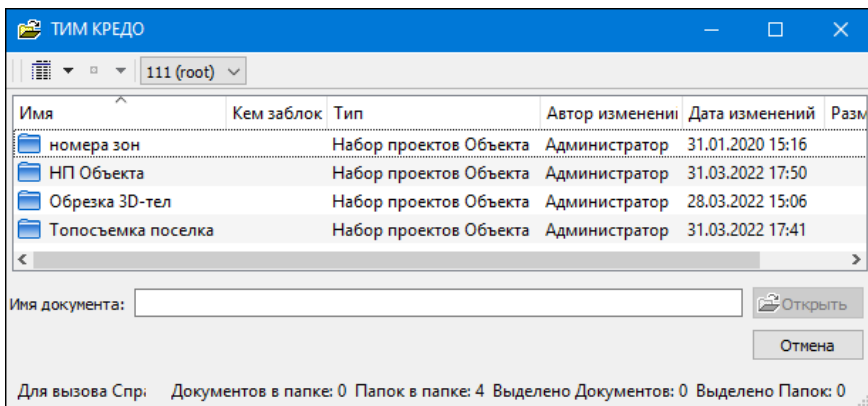 ТИМ КРЕДО
111 (root)
Имя Кем заблок Тип Автор изменени Дата изменений Разм
номера зон Набор проектов Объекта Администратор 31.01.2020 15:16
НП Объекта Набор проектов Объекта Администратор 31.03.2022 17:50
Обрезка 3D-тел Набор проектов Объекта Администратор 28.03.2022 15:06
Топосъемка поселка Набор проектов Объекта Администратор 31.03.2022 17:41
Имя документа: Открыть
Отмена
Для вызова Спра Документов в папке: 0 Папок в папке: 4 Выделено Документов: 0 Выделено Папок: 0